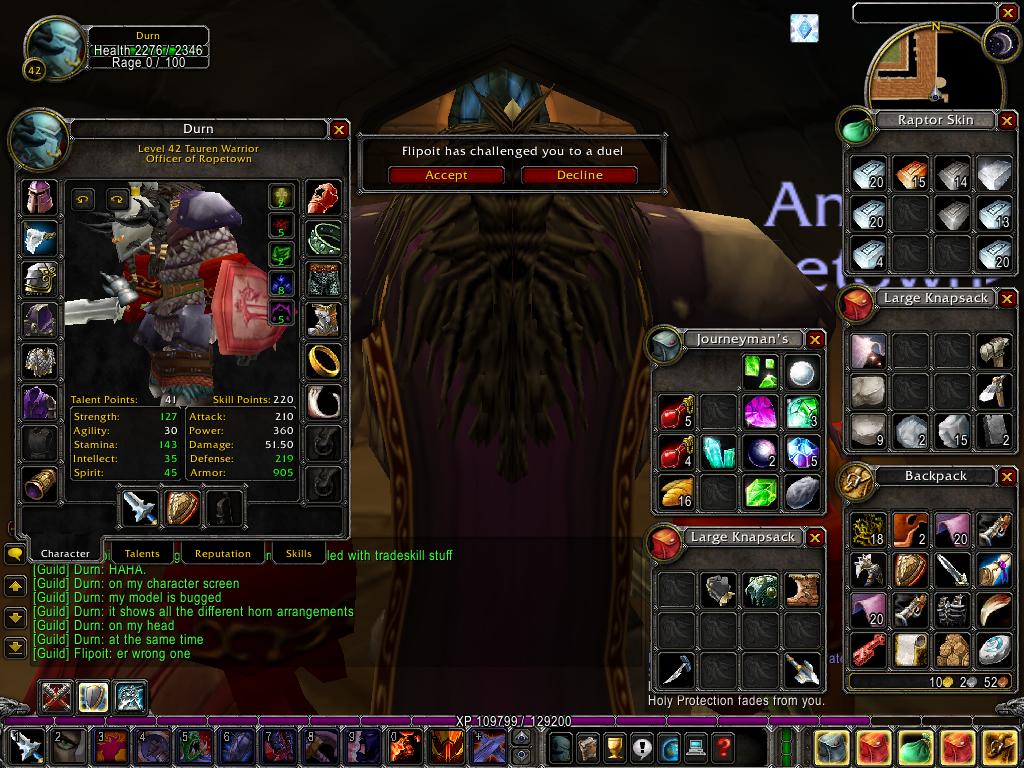 Durn
Health 2276 / 2346
Rage 0 / 100
42
N
Durn
Level 42 Tauren Warrior
Officer of Ropetown
Flipoit has challenged you to a duel
Accept
Decline
Raptor Skin
20
15
14
20
13
4
20
An
etown
2
5
2
8
5
Talent Points: 41
Skill Points: 220
Strength: 127
Agility: 30
Stamina: 143
Intellect: 35
Spirit: 45
Attack: 210
Power: 360
Damage: 51.50
Defense: 219
Armor: 905
Character
Talents
Reputation
Skills
Large Knapsack
9
2
15
2
Journeyman's
5
3
4
2
5
16
Large Knapsack
Backpack
18
2
20
20
10 2 52
led with tradeskill stuff
[Guild] Durn: HAHA.
[Guild] Durn: on my character screen
[Guild] Durn: my model is bugged
[Guild] Durn: it shows all the different horn arrangements
[Guild] Durn: on my head
[Guild] Durn: at the same time
[Guild] Flipoit: er wrong one
Holy Protection fades from you.
XP 109799 / 129200
1 2 3 4 5 6 7 8 9 0 - +